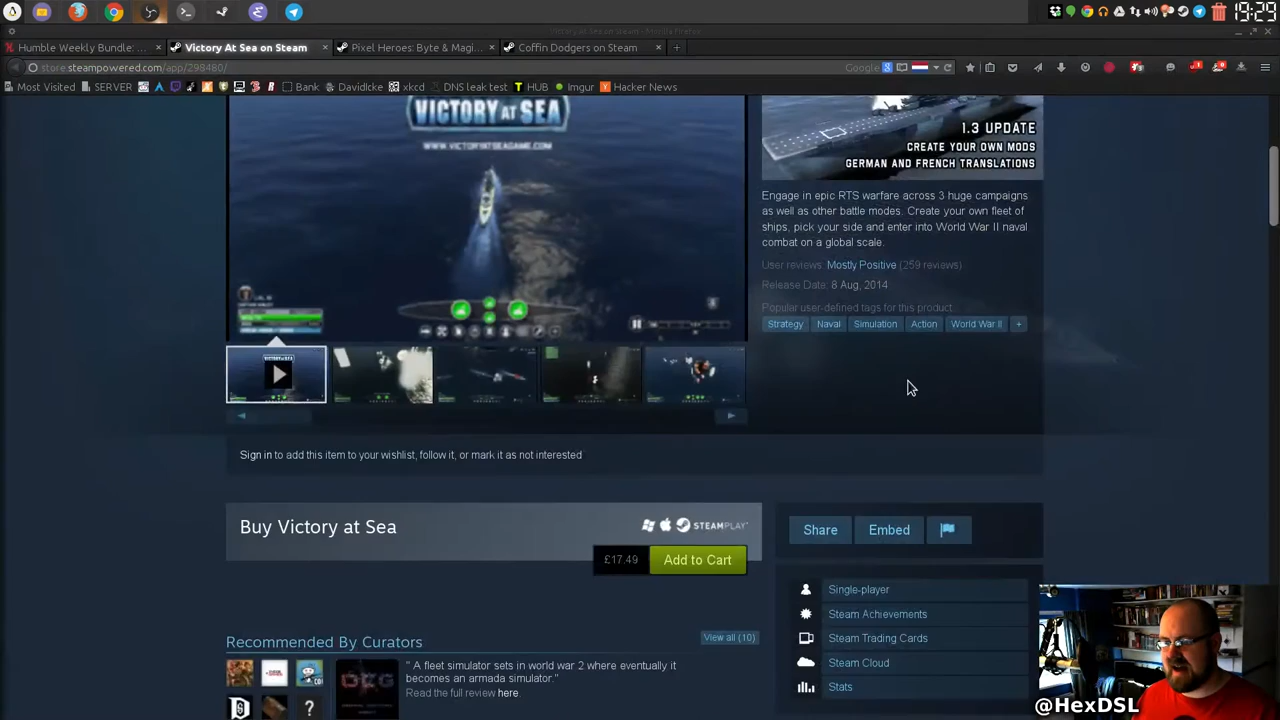 19:29
Victory At Sea on Steam - Mozilla Firefox
Humble Weekly Bundle: ...
Victory At Sea on Steam
Pixel Heroes: Byte & Magi...
Coffin Dodgers on Steam
store.steampowered.com/app/298480/
Google
Most Visited
SERVER
Bank
DavidIcke
xkcd
DNS leak test
HUB
Imgur
Hacker News
VICTORY AT SEA
WWW.VICTORYATSEAGAME.COM
1.3 UPDATE
CREATE YOUR OWN MODS
GERMAN AND FRENCH TRANSLATIONS
Engage in epic RTS warfare across 3 huge campaigns
as well as other battle modes. Create your own fleet of
ships, pick your side and enter into World War II naval
combat on a global scale.
User reviews: Mostly Positive (259 reviews)
Release Date: 8 Aug, 2014
Popular user-defined tags for this product:
Strategy Naval Simulation Action World War II +
Sign in to add this item to your wishlist, follow it, or mark it as not interested
Buy Victory at Sea
STEAMPLAY
£17.49
Add to Cart
Share
Embed
Single-player
Steam Achievements
Steam Trading Cards
Steam Cloud
Stats
Recommended By Curators
View all (10)
" A fleet simulator sets in world war 2 where eventually it
becomes an armada simulator."
Read the full review here.
@HexDSL